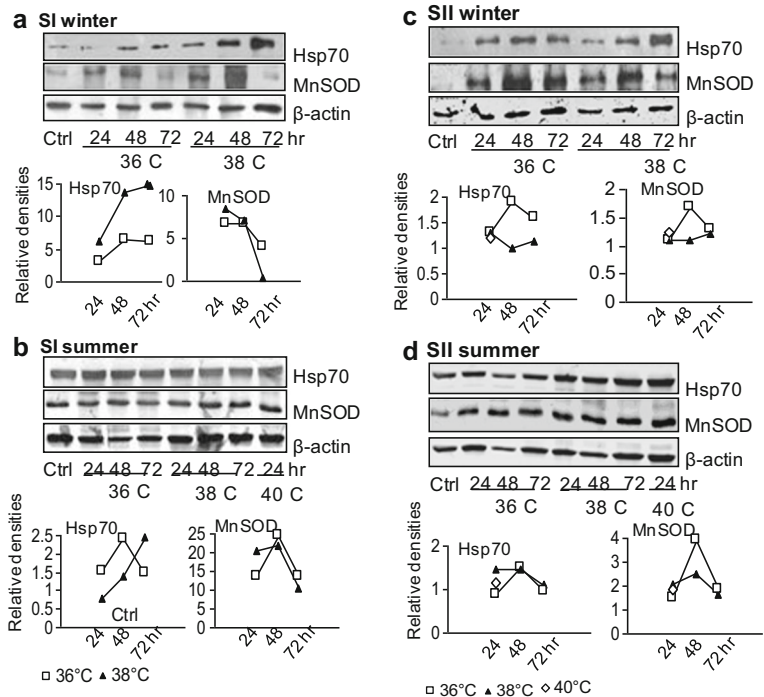 a SI winter
Hsp70
MnSOD
β-actin
Ctrl 24 48 72 24 48 72 hr
36 C 38 C
Relative densities
Hsp70
15
10
5
0
24 48 72 hr
MnSOD
10
5
0
24 48 72 hr
b SI summer
Hsp70
MnSOD
β-actin
Ctrl 24 48 72 24 48 72 24 hr
36 C 38 C 40 C
Relative densities
Hsp70
2.5
2
1.5
1
0.5
0
Ctrl
24 48 72 hr
MnSOD
25
20
15
10
5
0
24 48 72 hr
36°C 38°C
c SII winter
Hsp70
MnSOD
β-actin
Ctrl 24 48 72 24 48 72 hr
36 C 38 C
Relative densities
Hsp70
2
1.5
1
0.5
0
24 48 72 hr
MnSOD
2
1.5
1
0.5
0
24 48 72 hr
d SII summer
Hsp70
MnSOD
β-actin
Ctrl 24 48 72 24 48 72 24 hr
36 C 38 C 40 C
Relative densities
Hsp70
2
1
0
24 48 72 hr
MnSOD
4
3
2
1
0
24 48 72 hr
36°C 38°C 40°C